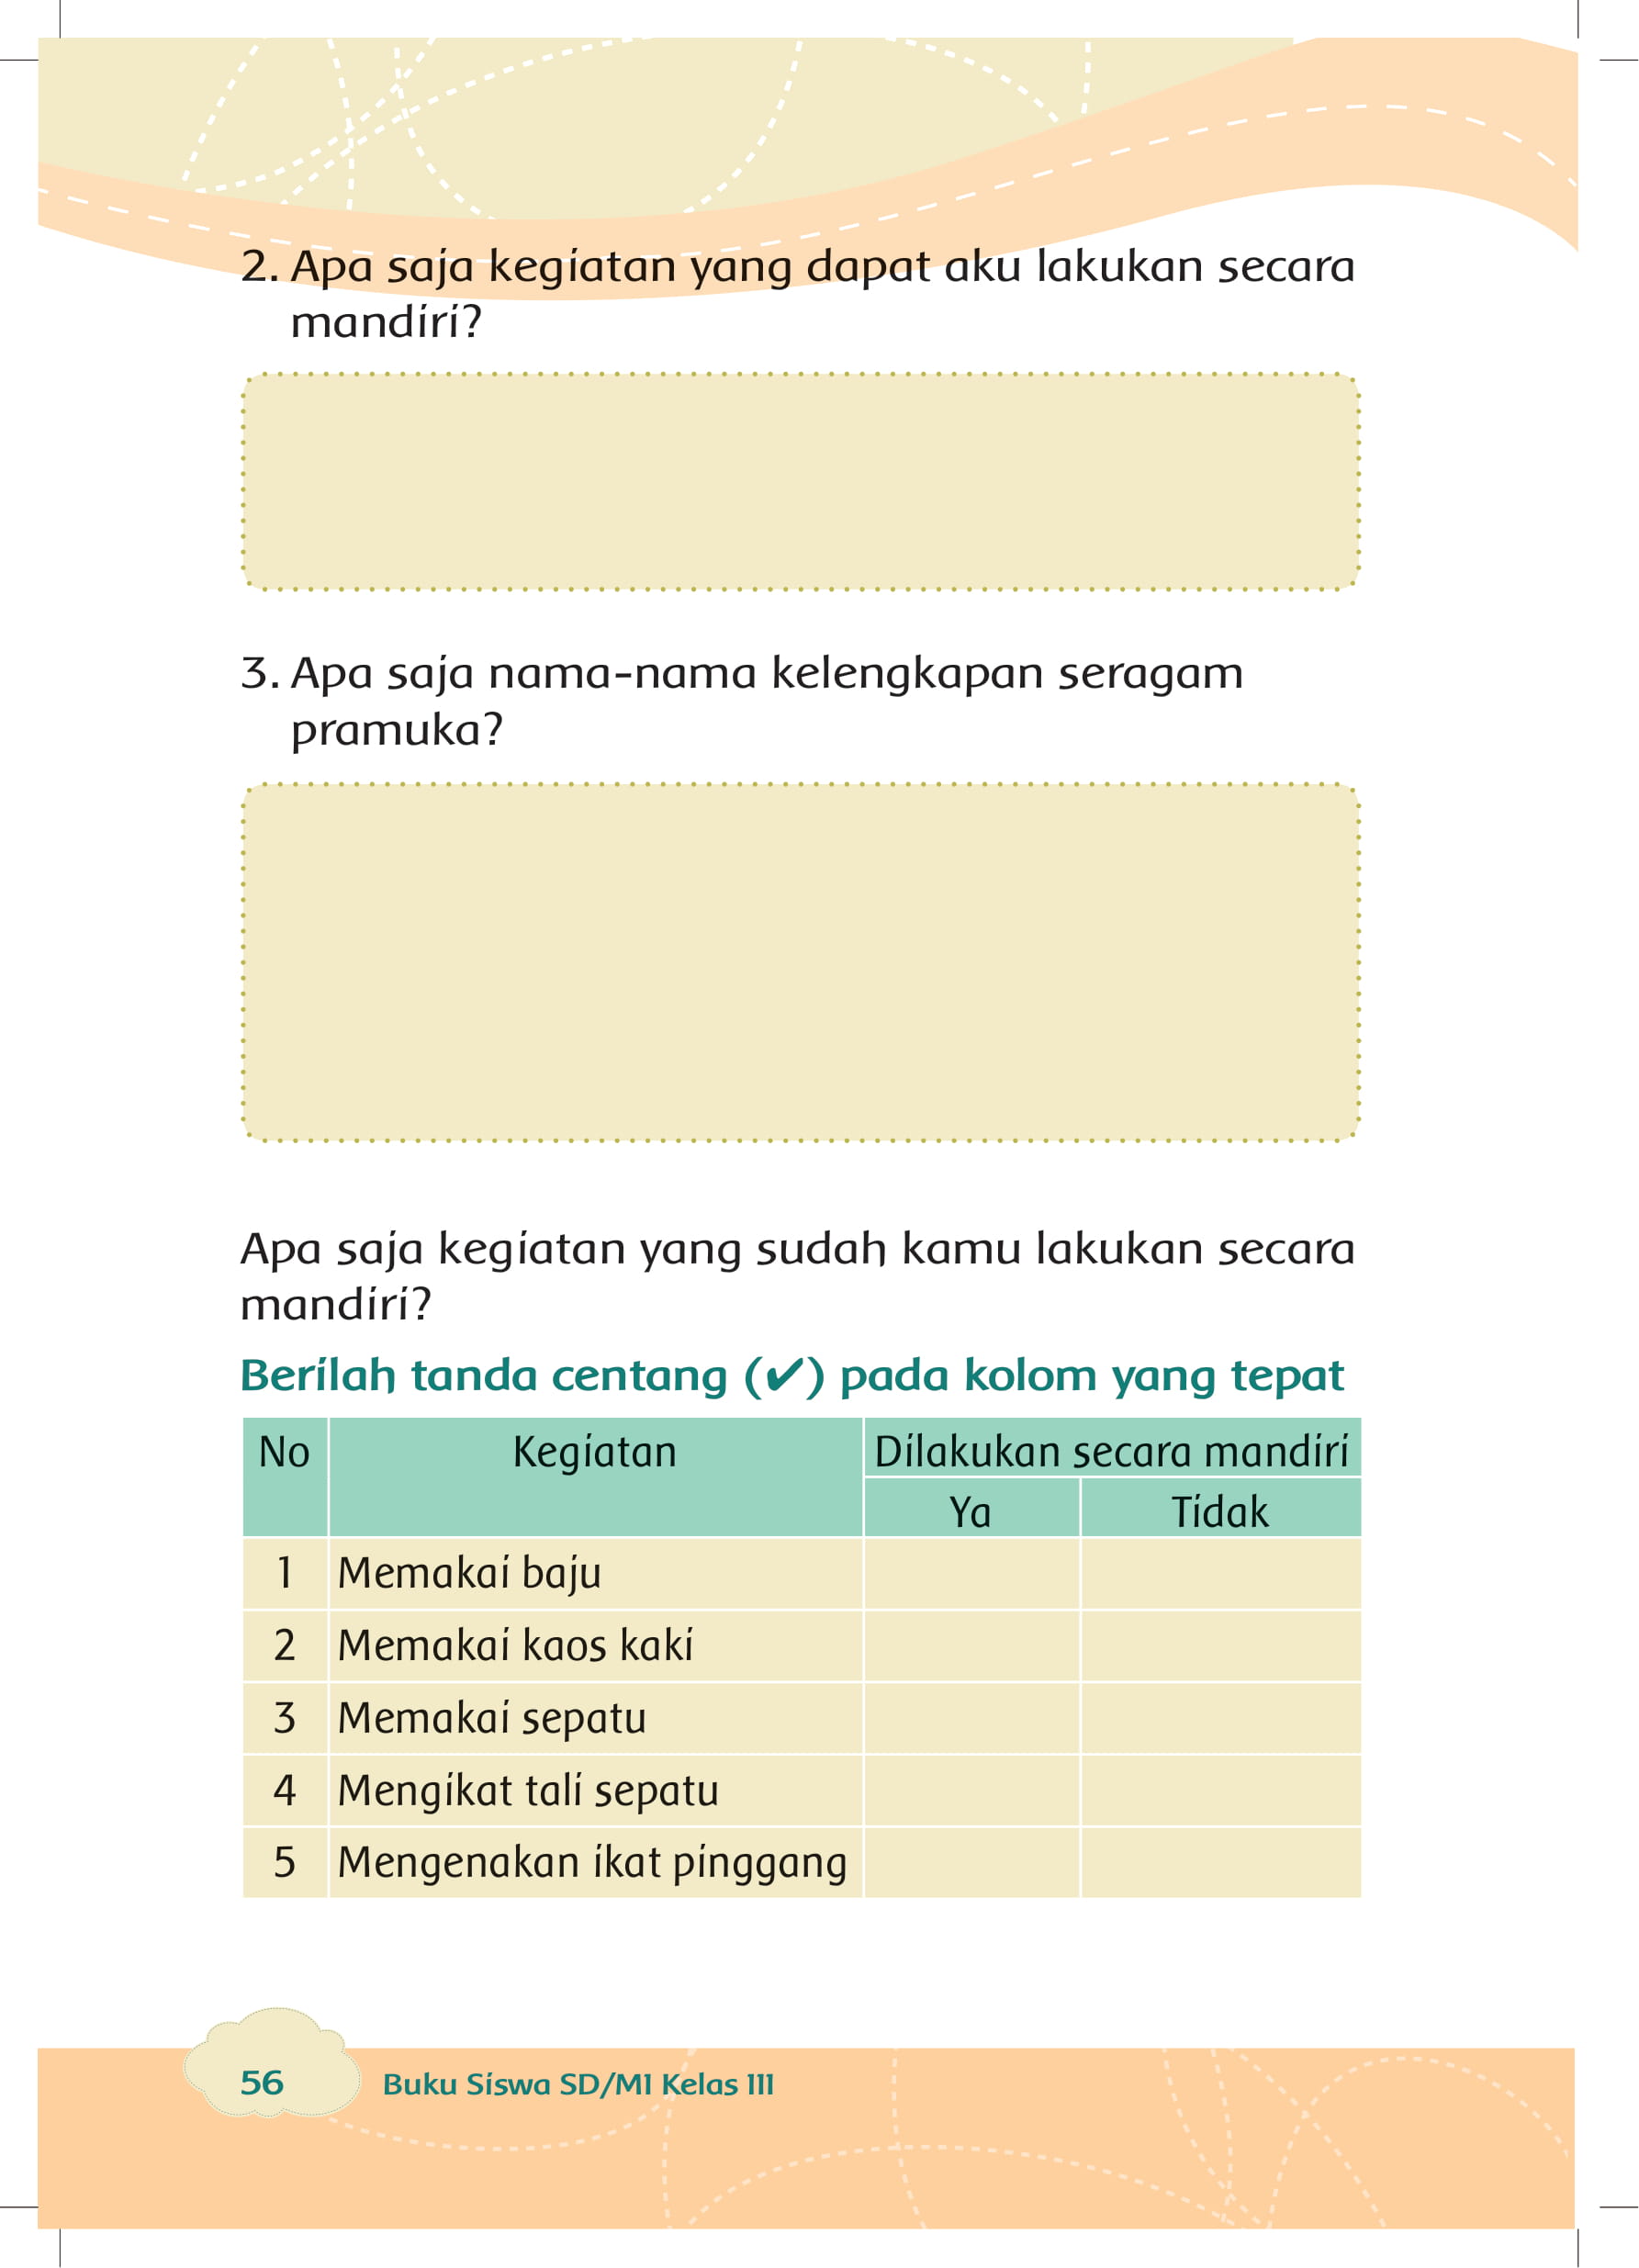 2. Apa saja kegiatan yang dapat aku lakukan secara
mandiri?
3. Apa saja nama-nama kelengkapan seragam
pramuka?
Apa saja kegiatan yang sudah kamu lakukan secara
mandiri?
Berilah tanda centang (✔) pada kolom yang tepat
No Kegiatan Dilakukan secara mandiri
Ya Tidak
1 Memakai baju
2 Memakai kaos kaki
3 Memakai sepatu
4 Mengikat tali sepatu
5 Mengenakan ikat pinggang
56 Buku Siswa SD/MI Kelas III